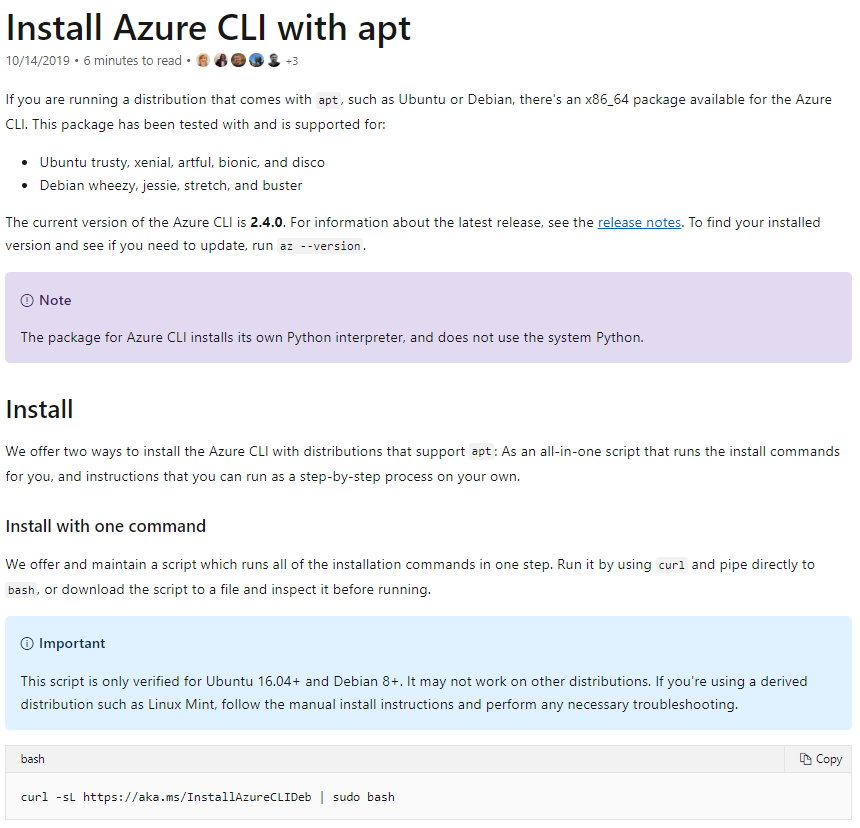 Install Azure CLI with apt
10/14/2019 • 6 minutes to read • +3
If you are running a distribution that comes with apt, such as Ubuntu or Debian, there's an x86_64 package available for the Azure
CLI. This package has been tested with and is supported for:
• Ubuntu trusty, xenial, artful, bionic, and disco
• Debian wheezy, jessie, stretch, and buster
The current version of the Azure CLI is 2.4.0. For information about the latest release, see the release notes. To find your installed
version and see if you need to update, run az --version.
Note
The package for Azure CLI installs its own Python interpreter, and does not use the system Python.
Install
We offer two ways to install the Azure CLI with distributions that support apt: As an all-in-one script that runs the install commands
for you, and instructions that you can run as a step-by-step process on your own.
Install with one command
We offer and maintain a script which runs all of the installation commands in one step. Run it by using curl and pipe directly to
bash, or download the script to a file and inspect it before running.
Important
This script is only verified for Ubuntu 16.04+ and Debian 8+. It may not work on other distributions. If you're using a derived
distribution such as Linux Mint, follow the manual install instructions and perform any necessary troubleshooting.
bash Copy
curl -sL https://aka.ms/InstallAzureCLIDeb | sudo bash